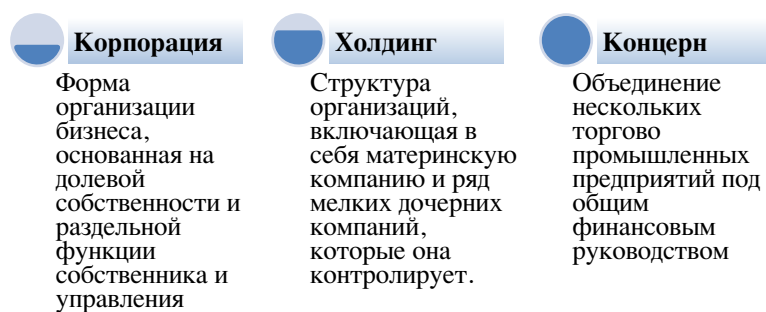 Корпорация
Форма
организации
бизнеса,
основанная на
долевой
собственности и
раздельной
функции
собственника и
управления
Холдинг
Структура
организаций,
включающая в
себя материнскую
компанию и ряд
мелких дочерних
компаний,
которые она
контролирует.
Концерн
Объединение
нескольких
торгово
промышленных
предприятий под
общим
финансовым
руководством